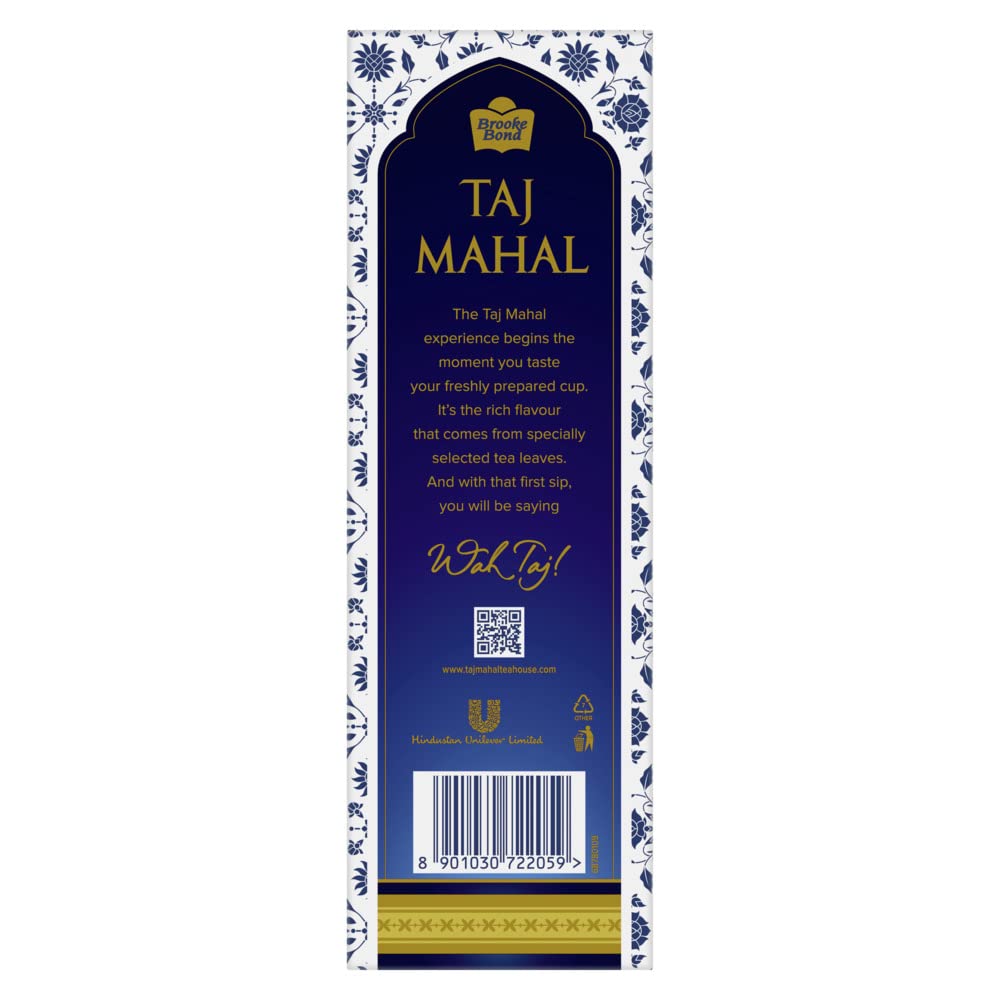 Brooke
Bond
TAJ
MAHAL
The Taj Mahal
experience begins the
moment you taste
your freshly prepared cup.
It's the rich flavour
that comes from specially
selected tea leaves.
And with that first sip,
you will be saying
Wah Taj!
www.tajmahalteahouse.com
Hindustan Unilever Limited
7
OTHER
8 901030 722059 >
68780109